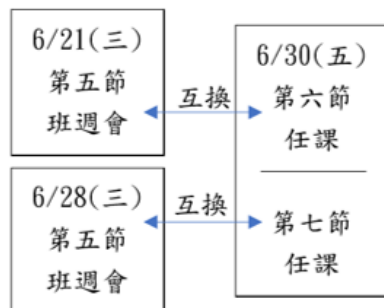 6/21(三)
第五節
班週會
互換
6/30(五)
第六節
任課
6/28(三)
第五節
班週會
互換
第七節
任課